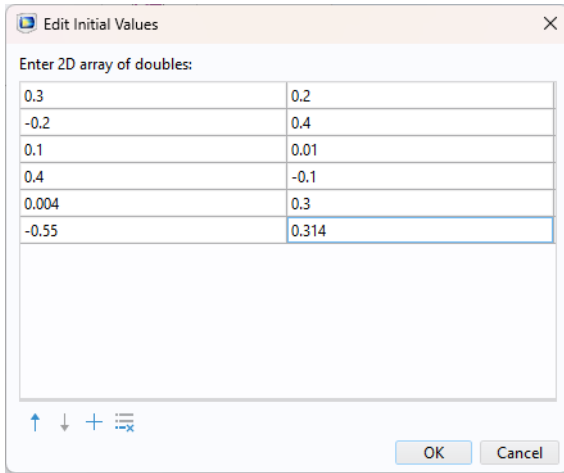 Edit Initial Values
Enter 2D array of doubles:
0.3 0.2
-0.2 0.4
0.1 0.01
0.4 -0.1
0.004 0.3
-0.55 0.314
OK Cancel